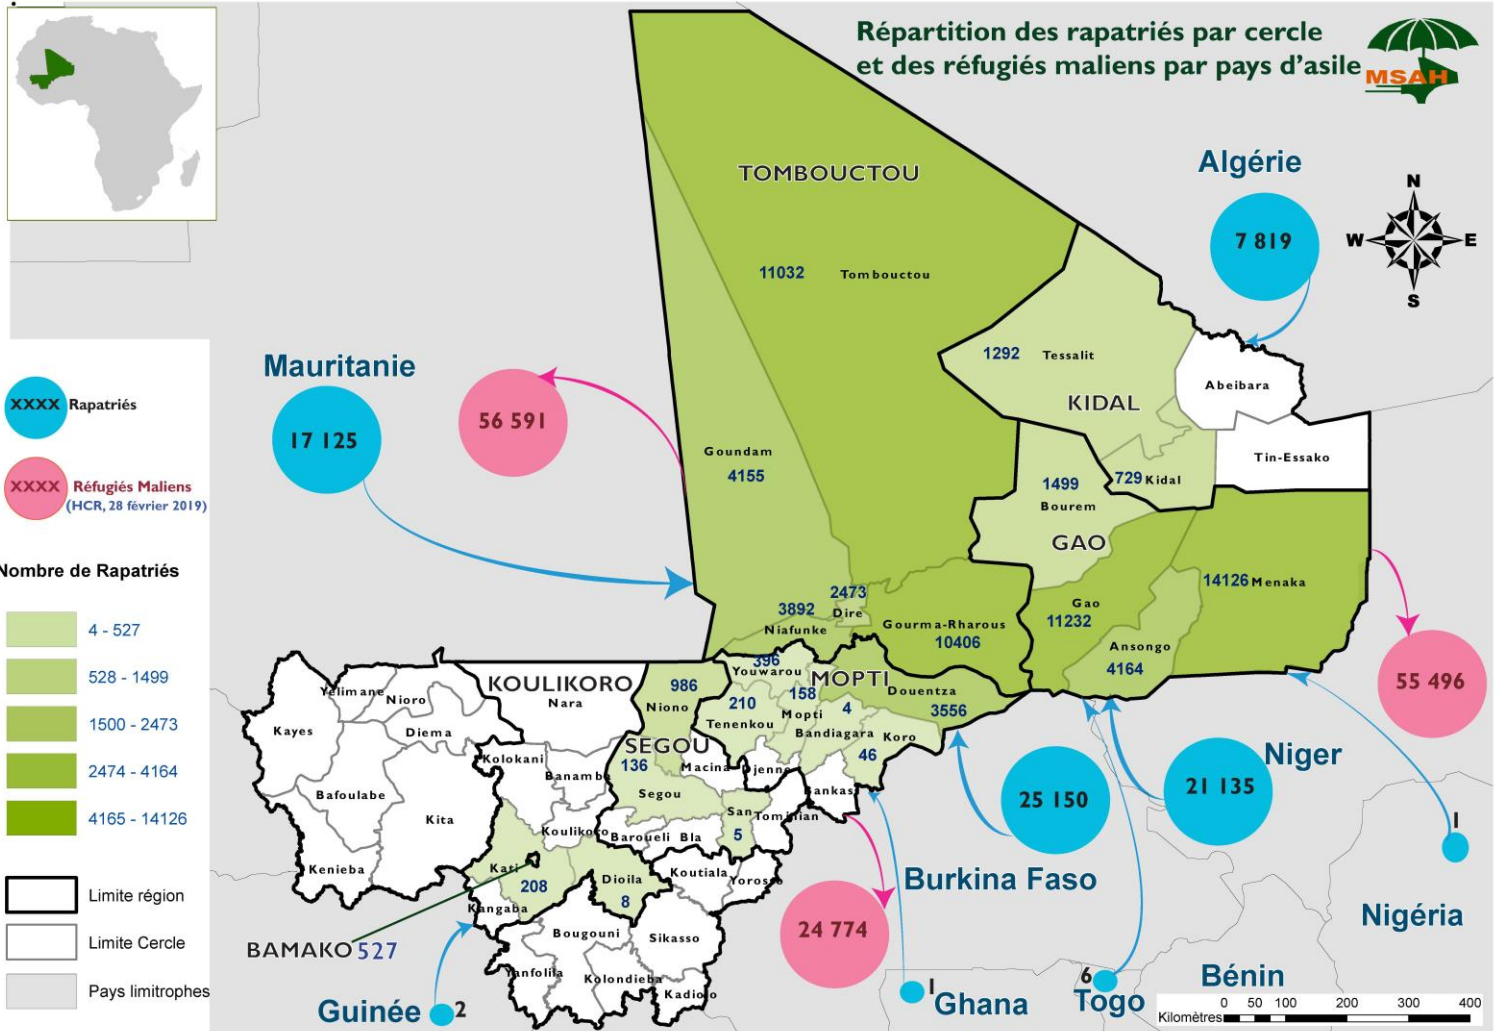 Répartition des rapatriés par cercle
et des réfugiés maliens par pays d'asile
MSAH
Algérie
7 819
N
W
E
S
TOMBOUCTOU
11032 Tombouctou
1292 Tessalit
Abeibara
KIDAL
Tin-Essako
729 Kidal
Mauritanie
17 125
56 591
Goundam
4155
1499
Bourem
GAO
14126 Menaka
Gao
11232
Ansongo
4164
2473
Dire
3892
Niafunke
Gourma-Rharous
10406
55 496
XXXX Rapatriés
XXXX Réfugiés Maliens
(HCR, 28 février 2019)
Nombre de Rapatriés
4 - 527
528 - 1499
1500 - 2473
2474 - 4164
4165 - 14126
Limite région
Limite Cercle
Pays limitrophes
396
Youwarou
MOPTI
Douentza
3556
158
Mopti
210
Tenenkou
4
Bandiagara
Koro
46
Djenne
Bankas
KOULIKORO
Nara
986
Niono
SEGOU
136
Macina
Segou
San
5
Tominian
Baroueli
Bla
Yelimane
Nioro
Kayes
Diema
Bafoulabe
Kita
Kenieba
Kolokani
Banamba
Koulikoro
Kati
208
Kangaba
Dioila
8
Koutiala
Yorosso
Bougouni
Sikasso
Yanfolila
Kolondieba
Kadiolo
BAMAKO 527
Guinée 2
24 774
Burkina Faso
25 150
21 135
Niger
1
Nigéria
1
Ghana
6
Togo
Bénin
0 50 100 200 300 400
Kilomètres